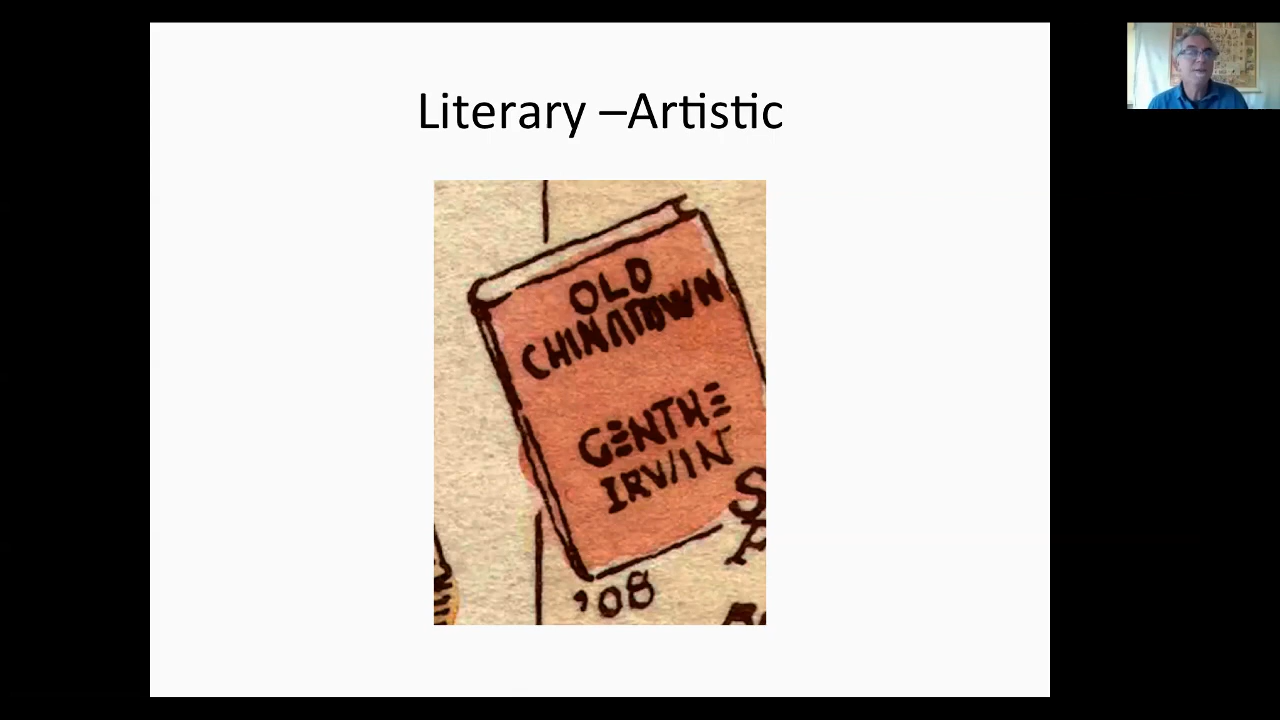 Literary –Artistic
OLD
CHINATOWN
GENTHE
IRVIN
'08